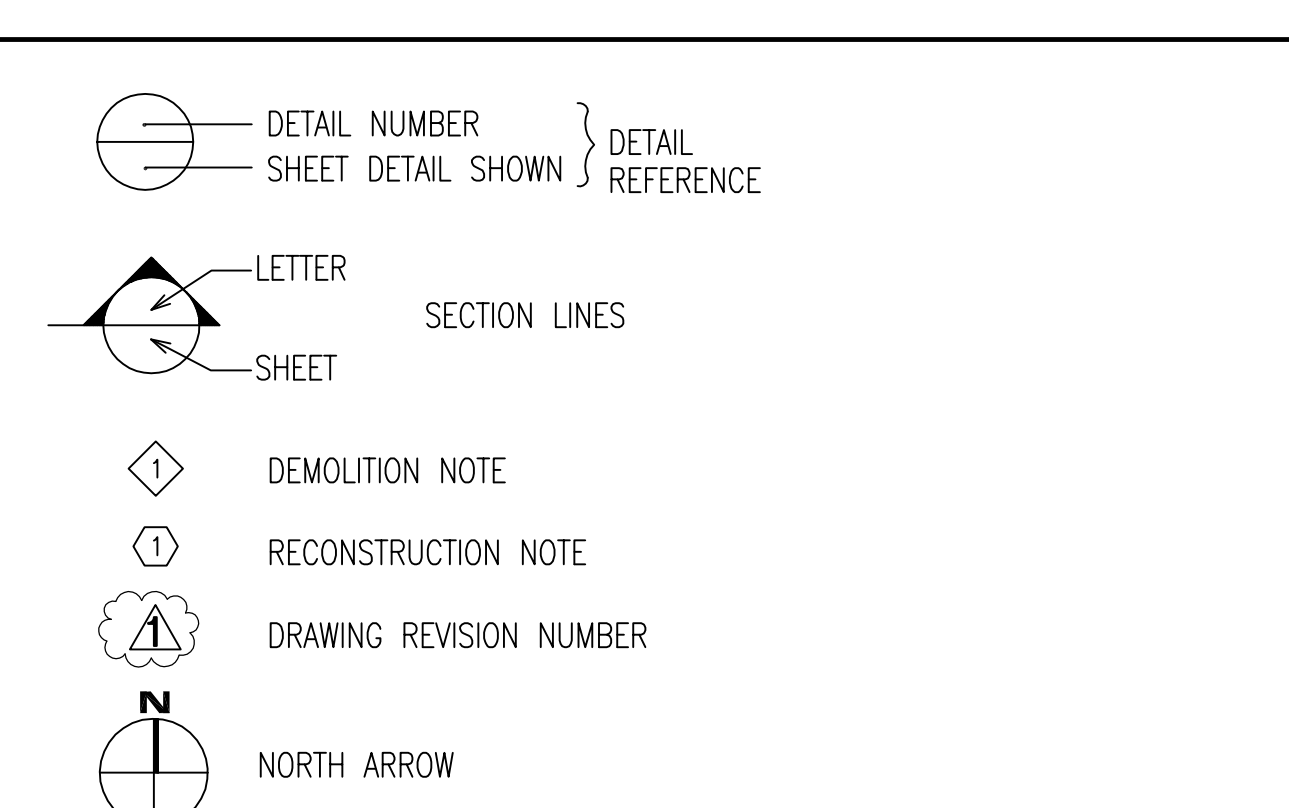 DETAIL NUMBER
SHEET DETAIL SHOWN
DETAIL
REFERENCE
LETTER
SECTION LINES
SHEET
1 DEMOLITION NOTE
1 RECONSTRUCTION NOTE
1 DRAWING REVISION NUMBER
N
NORTH ARROW